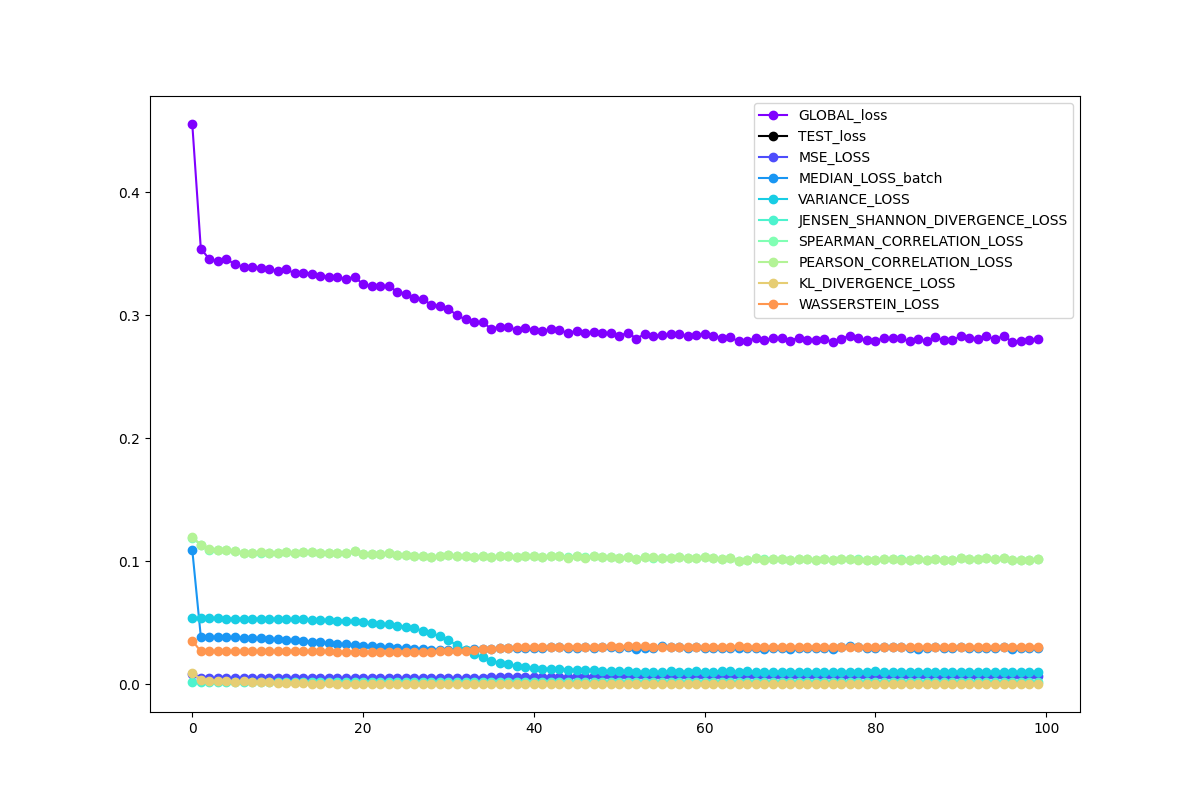 GLOBAL_loss
TEST_loss
MSE_LOSS
MEDIAN_LOSS_batch
VARIANCE_LOSS
JENSEN_SHANNON_DIVERGENCE_LOSS
SPEARMAN_CORRELATION_LOSS
PEARSON_CORRELATION_LOSS
KL_DIVERGENCE_LOSS
WASSERSTEIN_LOSS
0.4
0.3
0.2
0.1
0.0
0 20 40 60 80 100